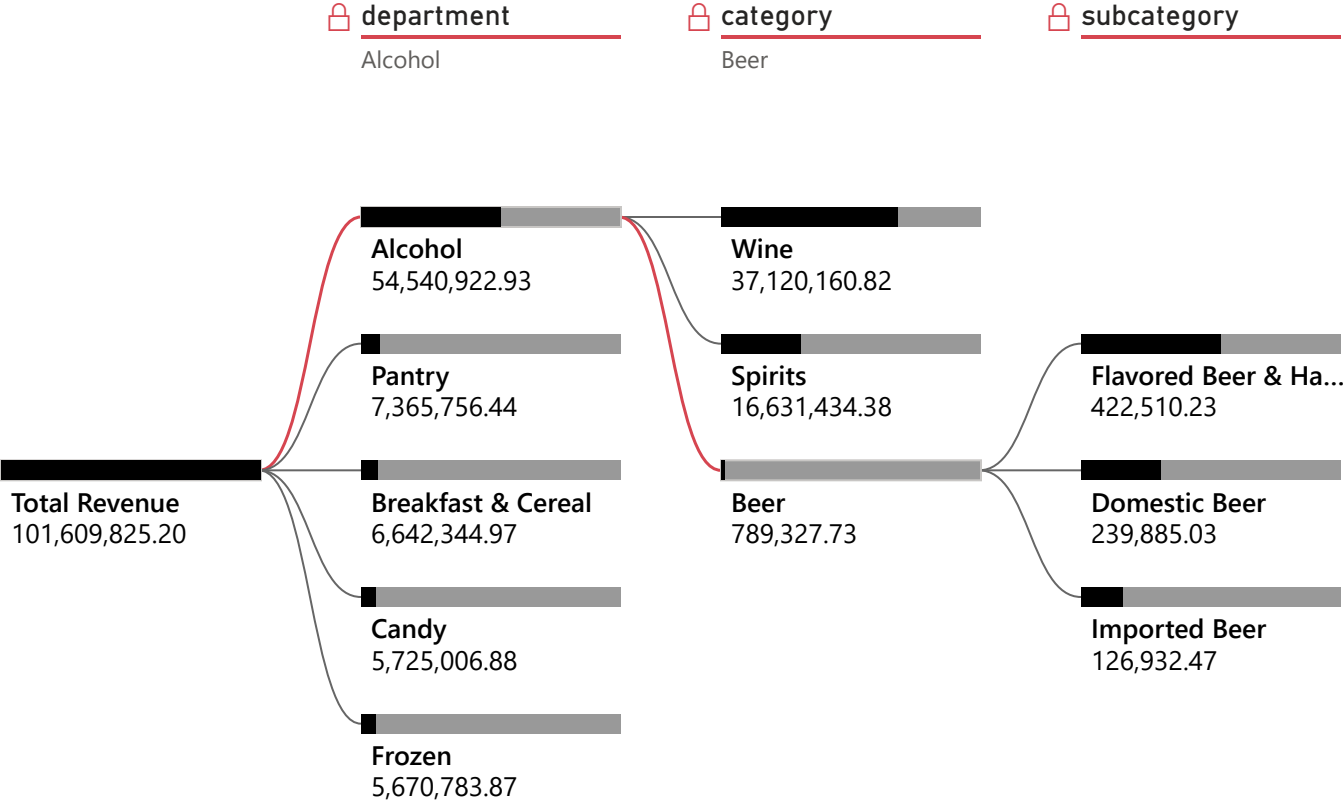 department
category
subcategory
Alcohol
Beer
Alcohol
54,540,922.93
Wine
37,120,160.82
Pantry
7,365,756.44
Spirits
16,631,434.38
Flavored Beer & Ha...
422,510.23
Total Revenue
101,609,825.20
Breakfast & Cereal
6,642,344.97
Beer
789,327.73
Domestic Beer
239,885.03
Candy
5,725,006.88
Imported Beer
126,932.47
Frozen
5,670,783.87